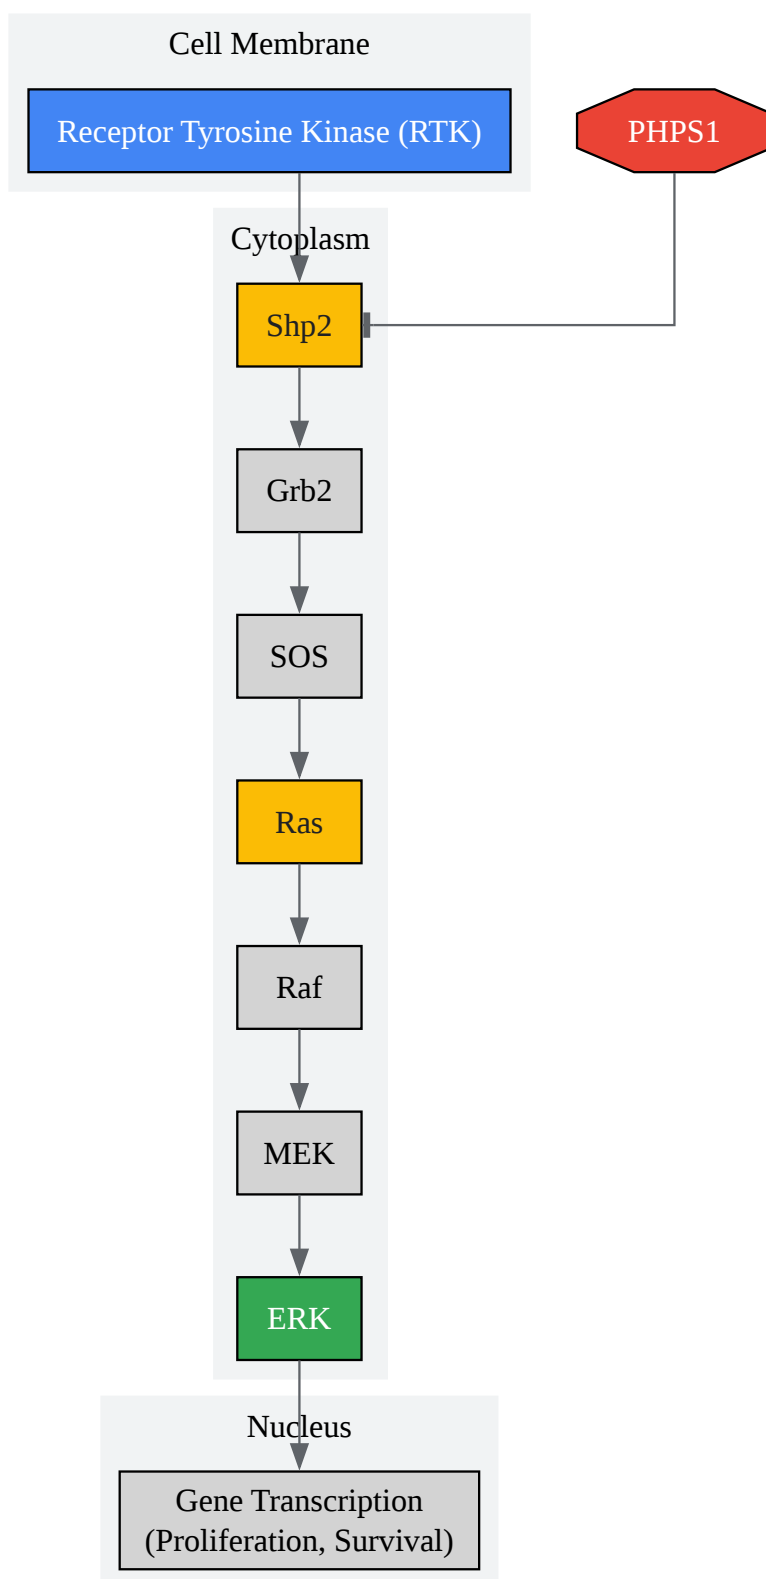 Cell Membrane
Receptor Tyrosine Kinase (RTK)
PHPS1
Cytoplasm
Shp2
Grb2
SOS
Ras
Raf
MEK
ERK
Nucleus
Gene Transcription
(Proliferation, Survival)